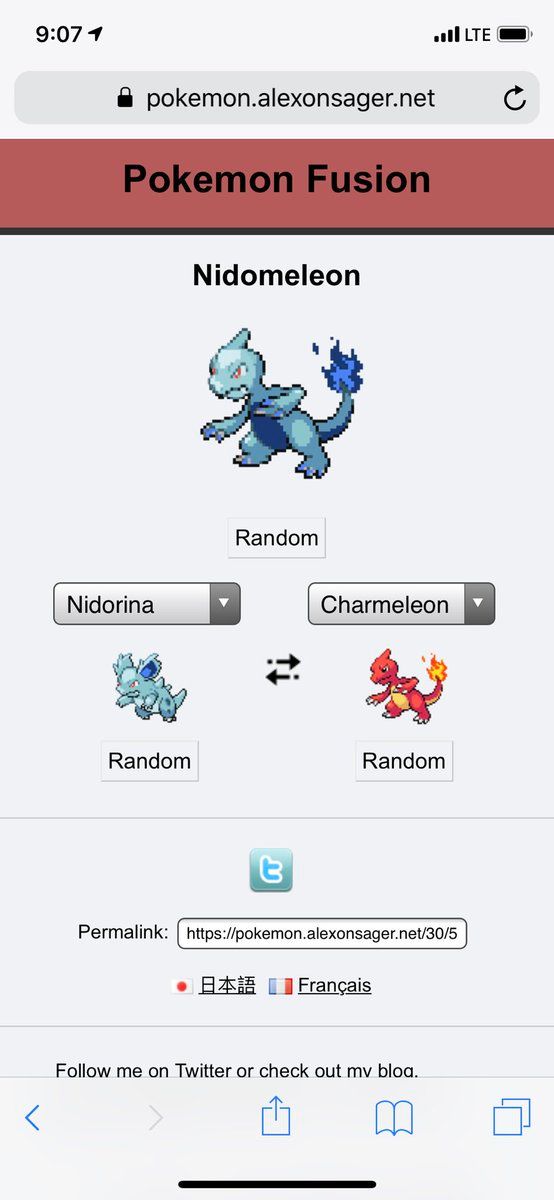 9:07 LTE
pokemon.alexonsager.net
Pokemon Fusion
Nidomeleon
Random
Nidorina Charmeleon
Random Random
Permalink: https://pokemon.alexonsager.net/30/5
日本語 Français
Follow me on Twitter or check out my blog.